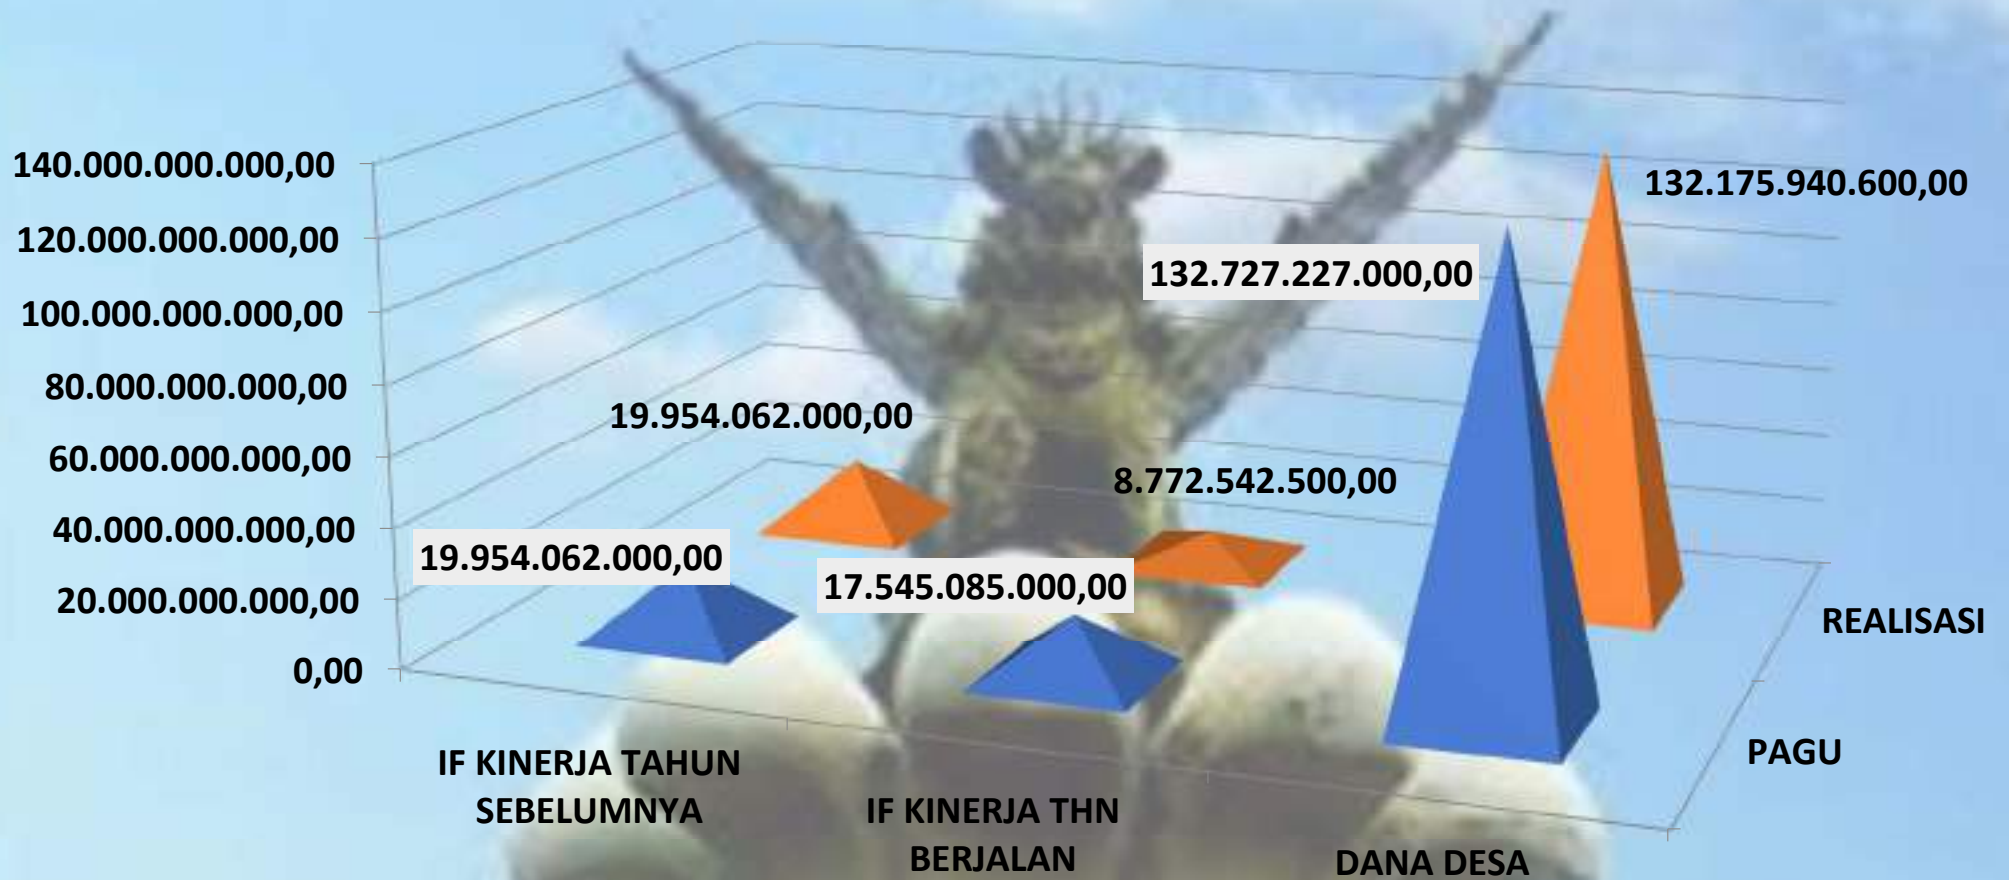 140.000.000.000,00
120.000.000.000,00
100.000.000.000,00
80.000.000.000,00
60.000.000.000,00
40.000.000.000,00
20.000.000.000,00
0,00
132.175.940.600,00
132.727.227.000,00
19.954.062.000,00
8.772.542.500,00
19.954.062.000,00
17.545.085.000,00
REALISASI
PAGU
IF KINERJA TAHUN
SEBELUMNYA
IF KINERJA THN
BERJALAN
DANA DESA